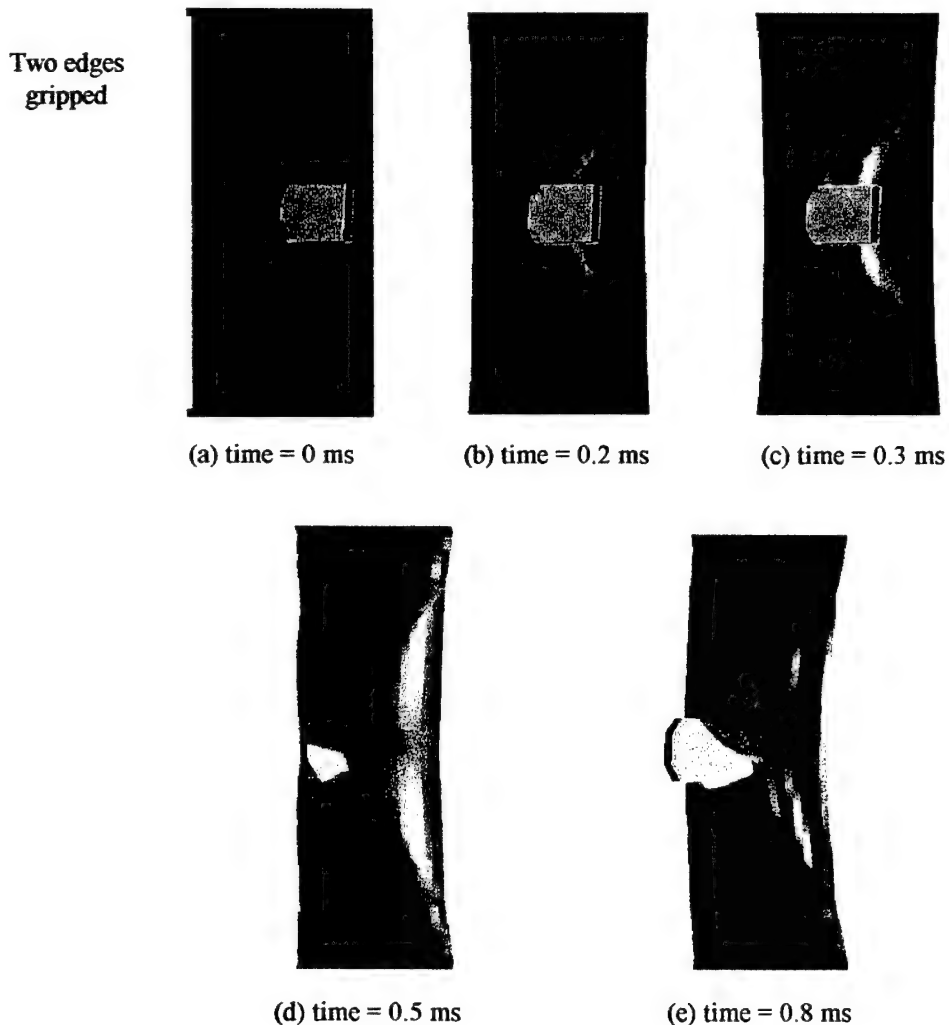 Two edges
gripped
(a) time = 0 ms
(b) time = 0.2 ms
(c) time = 0.3 ms
(d) time = 0.5 ms
(e) time = 0.8 ms